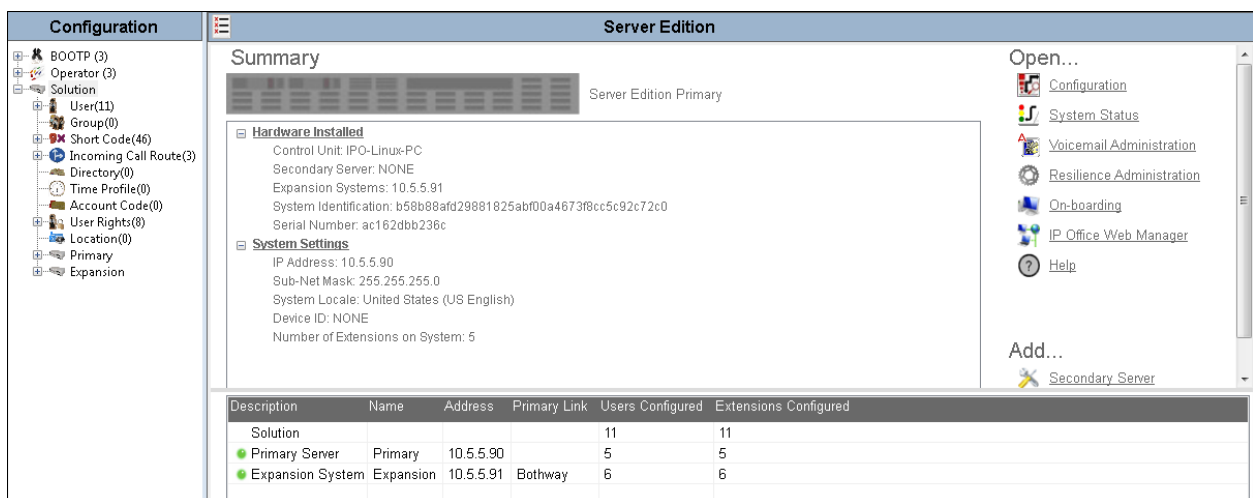 Configuration
BOOTP (3)
Operator (3)
Solution
User(11)
Group(0)
Short Code(46)
Incoming Call Route(3)
Directory(0)
Time Profile(0)
Account Code(0)
User Rights(8)
Location(0)
Primary
Expansion
Server Edition
Summary
Server Edition Primary
Hardware Installed
Control Unit: IPO-Linux-PC
Secondary Server: NONE
Expansion Systems: 10.5.5.91
System Identification: b58b88afd29881825abf00a4673f8cc5c92c72c0
Serial Number: ac162dbb236c
System Settings
IP Address: 10.5.5.90
Sub-Net Mask: 255.255.255.0
System Locale: United States (US English)
Device ID: NONE
Number of Extensions on System: 5
Open...
Configuration
System Status
Voicemail Administration
Resilience Administration
On-boarding
IP Office Web Manager
Help
Add...
Secondary Server
Description Name Address Primary Link Users Configured Extensions Configured
Solution 11 11
Primary Server Primary 10.5.5.90 5 5
Expansion System Expansion 10.5.5.91 Bothway 6 6